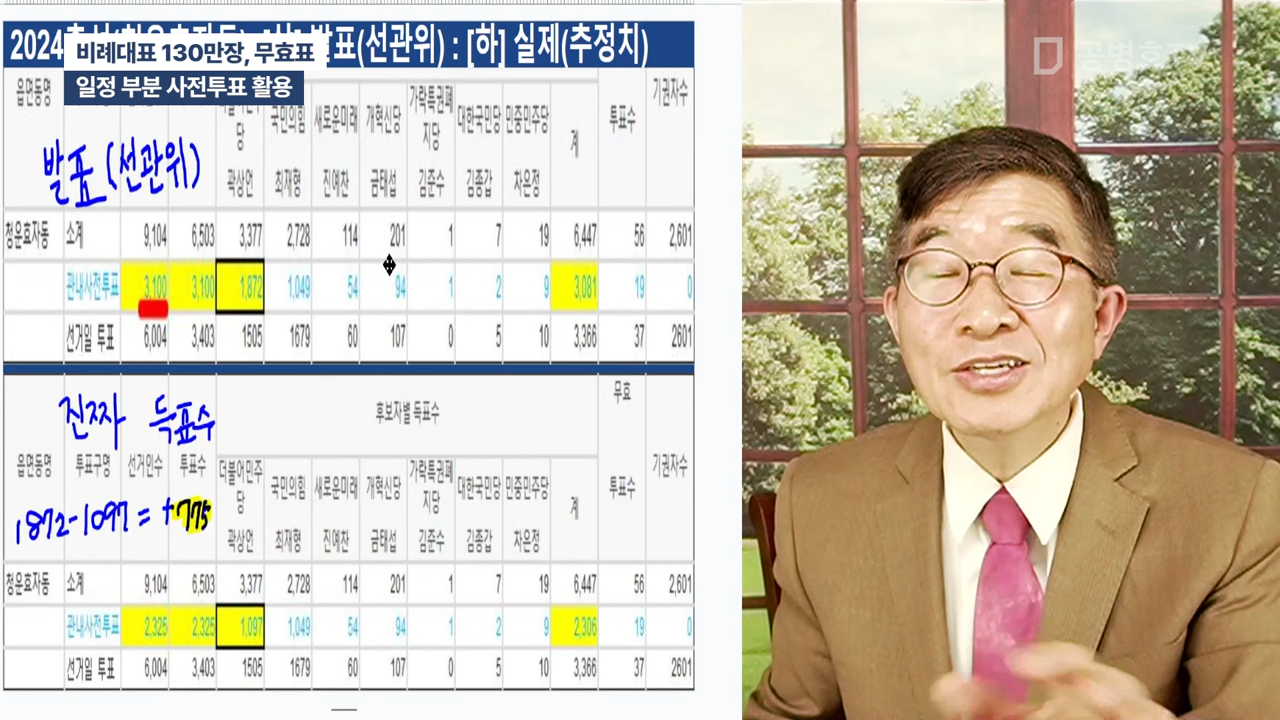 2024
발표(선관위) : [하] 실제(추정치)
비례대표 130만장, 무효표
일정 부분 사전투표 활용
읍면동명
당 국민의힘 새로운미래 개혁신당 가락특권폐지당 대한국민당 민중민주당 계 투표수 기권자수
곽상언 최재형 진예찬 금태섭 김준수 김종갑 차은정
발표(선관위)
청운효자동 소계 9,104 6,503 3,377 2,728 114 201 1 7 19 6,447 56 2,601
관내사전투표 3,100 3,100 1,872 1,049 54 94 1 2 9 3,081 19 0
선거일 투표 6,004 3,403 1505 1679 60 107 0 5 10 3,366 37 2601
진짜 득표수
후보자별 득표수 무효
읍면동명 투표구명 선거인수 투표수 더불어민주당 국민의힘 새로운미래 개혁신당 가락특권폐지당 대한국민당 민중민주당 계 투표수 기권자수
곽상언 최재형 진예찬 금태섭 김준수 김종갑 차은정
1872-1097 = +775
청운효자동 소계 9,104 6,503 3,377 2,728 114 201 1 7 19 6,447 56 2,601
관내사전투표 2,325 2,325 1,097 1,049 54 94 1 2 9 2,306 19 0
선거일 투표 6,004 3,403 1505 1679 60 107 0 5 10 3,366 37 2601